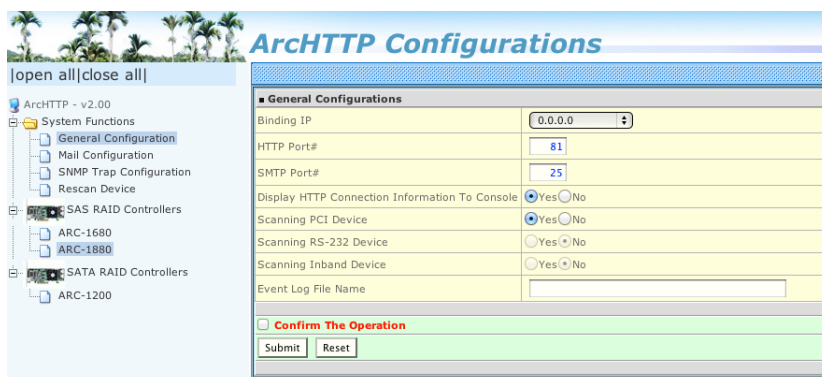 ArcHTTP Configurations
|open all|close all|
ArcHTTP - v2.00
System Functions
General Configuration
Mail Configuration
SNMP Trap Configuration
Rescan Device
SAS RAID Controllers
ARC-1680
ARC-1880
SATA RAID Controllers
ARC-1200
General Configurations
Binding IP 0.0.0.0
HTTP Port# 81
SMTP Port# 25
Display HTTP Connection Information To Console Yes No
Scanning PCI Device Yes No
Scanning RS-232 Device Yes No
Scanning Inband Device Yes No
Event Log File Name
Confirm The Operation
Submit Reset